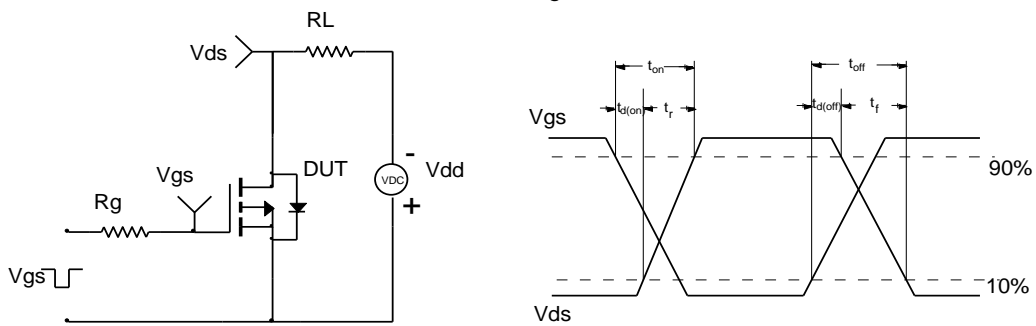 RL
Vds
DUT
VDC
-
+
Vdd
Vgs
Rg
Vgs
ton
toff
td(on)
tr
td(off)
tf
Vgs
90%
10%
Vds